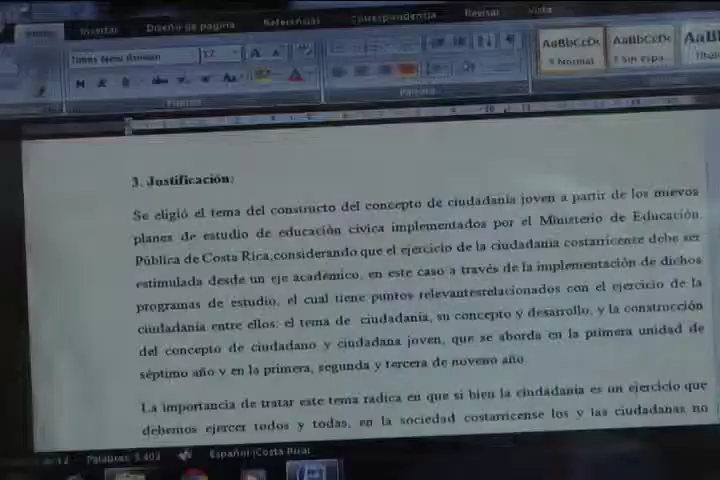 Insertar Diseño de página Referencias Correspondencia Revisar Vista
Times New Roman 12
AaBbCcDc AaBbCcDc AaBl
Párrafo
¶ Normal ¶ Sin espa... Título
3. Justificación:
Se eligió el tema del constructo del concepto de ciudadanía joven a partir de los nuevos
planes de estudio de educación cívica implementados por el Ministerio de Educación
Pública de Costa Rica,considerando que el ejercicio de la ciudadanía costarricense debe ser
estimulada desde un eje académico, en este caso a través de la implementación de dichos
programas de estudio, el cual tiene puntos relevantesrelacionados con el ejercicio de la
ciudadanía entre ellos: el tema de ciudadanía, su concepto y desarrollo, y la construcción
del concepto de ciudadano y ciudadana joven, que se aborda en la primera unidad de
séptimo año y en la primera, segunda y tercera de noveno año
La importancia de tratar este tema radica en que si bien la ciudadanía es un ejercicio que
debemos ejercer todos y todas, en la sociedad costarricense los y las ciudadanas no
Palabras: 5.403 Español (Costa Rica)